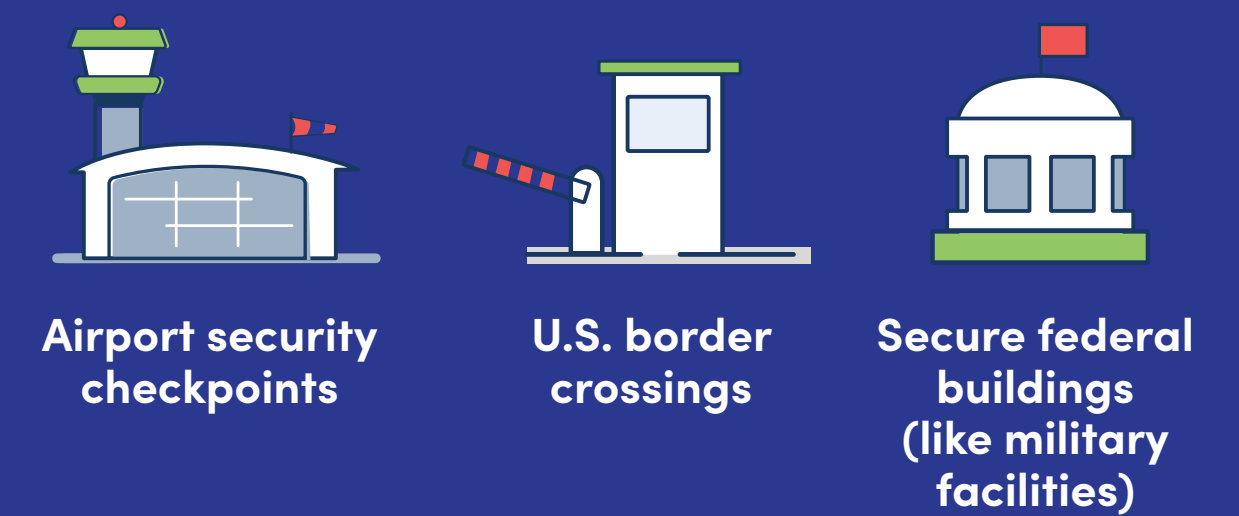 Airport security
checkpoints
U.S. border
crossings
Secure federal
buildings
(like military
facilities)